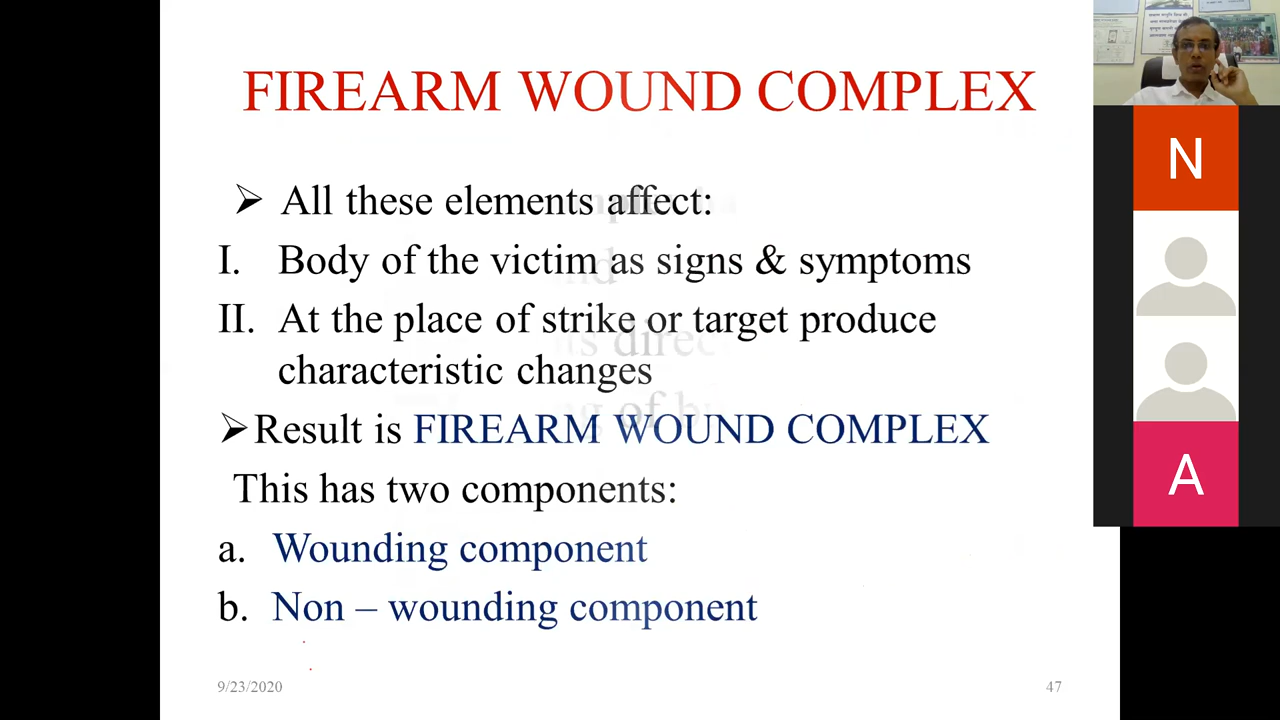 FIREARM WOUND COMPLEX
➢ All these elements affect:
I. Body of the victim as signs & symptoms
II. At the place of strike or target produce
characteristic changes
➢Result is FIREARM WOUND COMPLEX
This has two components:
a. Wounding component
b. Non – wounding component
9/23/2020
47
N
A